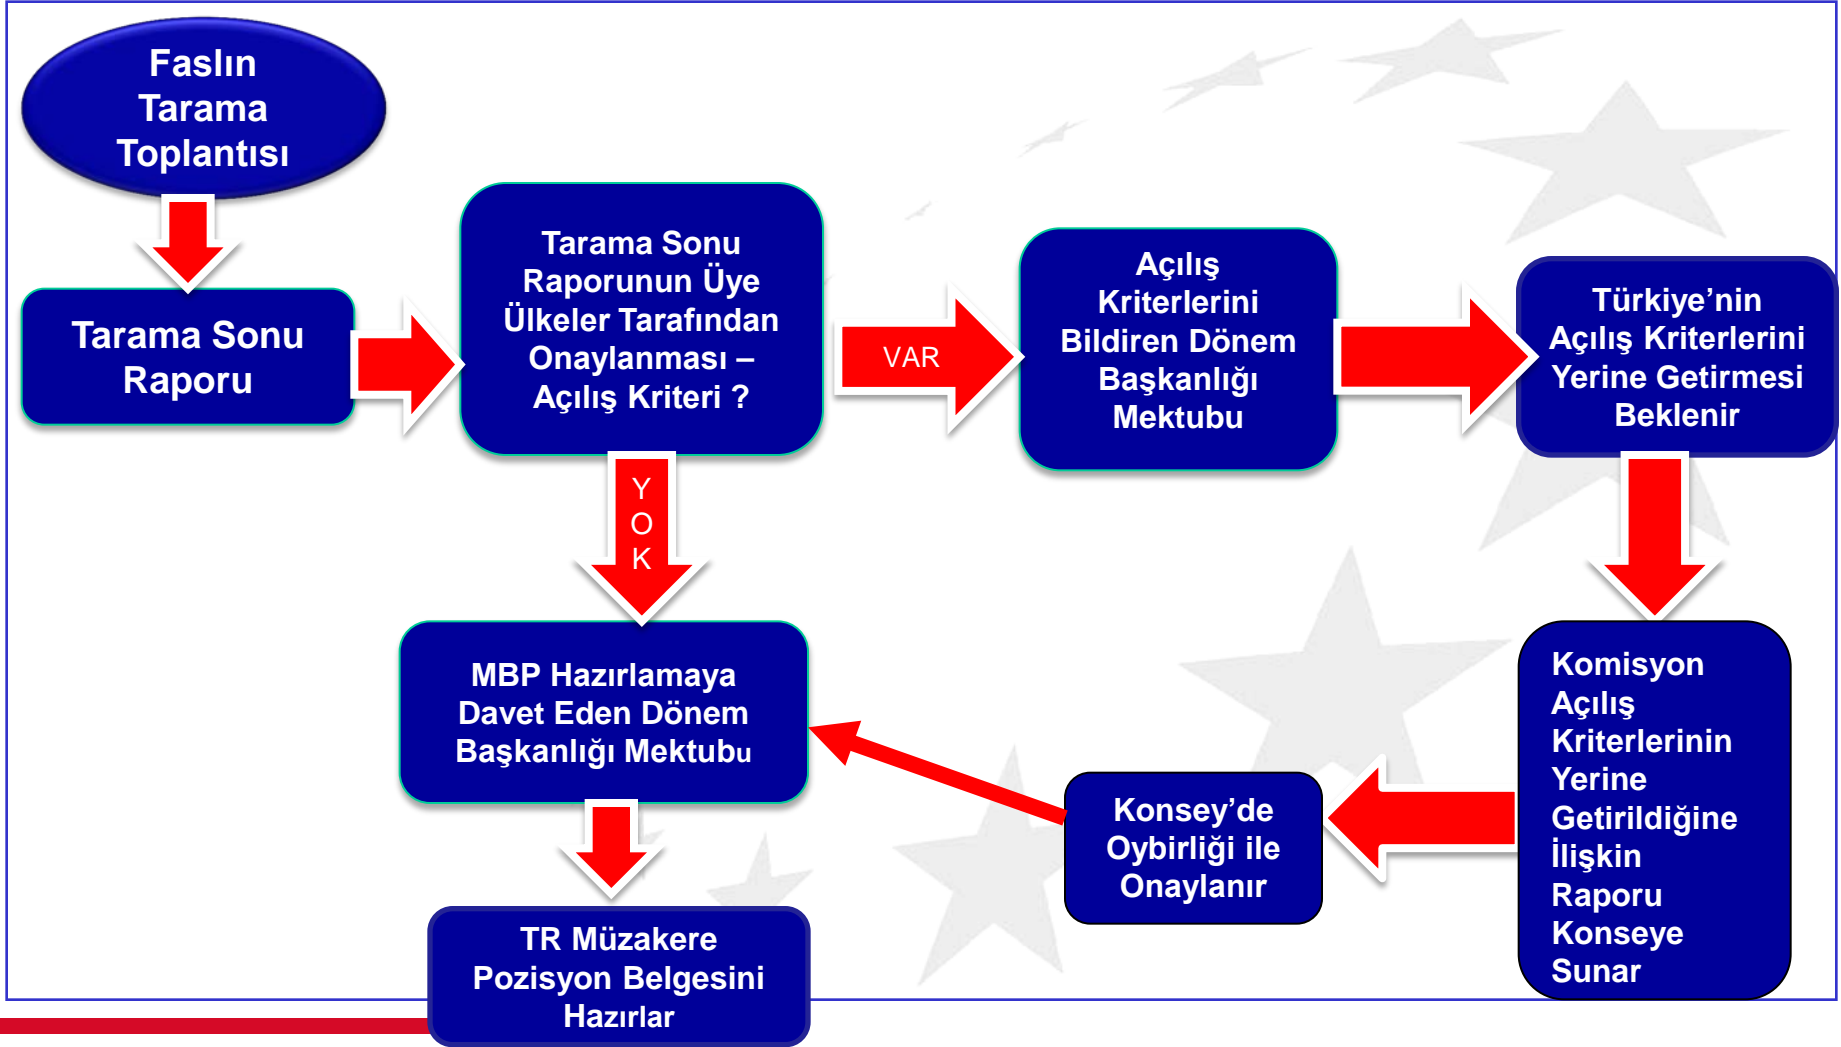 Faslın
Tarama
Toplantısı
Tarama Sonu
Raporu
Tarama Sonu
Raporunun Üye
Ülkeler Tarafından
Onaylanması –
Açılış Kriteri ?
VAR
Açılış
Kriterlerini
Bildiren Dönem
Başkanlığı
Mektubu
Türkiye’nin
Açılış Kriterlerini
Yerine Getirmesi
Beklenir
Y
O
K
MBP Hazırlamaya
Davet Eden Dönem
Başkanlığı Mektubu
Komisyon
Açılış
Kriterlerinin
Yerine
Getirildiğine
İlişkin
Raporu
Konseye
Sunar
Konsey’de
Oybirliği ile
Onaylanır
TR Müzakere
Pozisyon Belgesini
Hazırlar